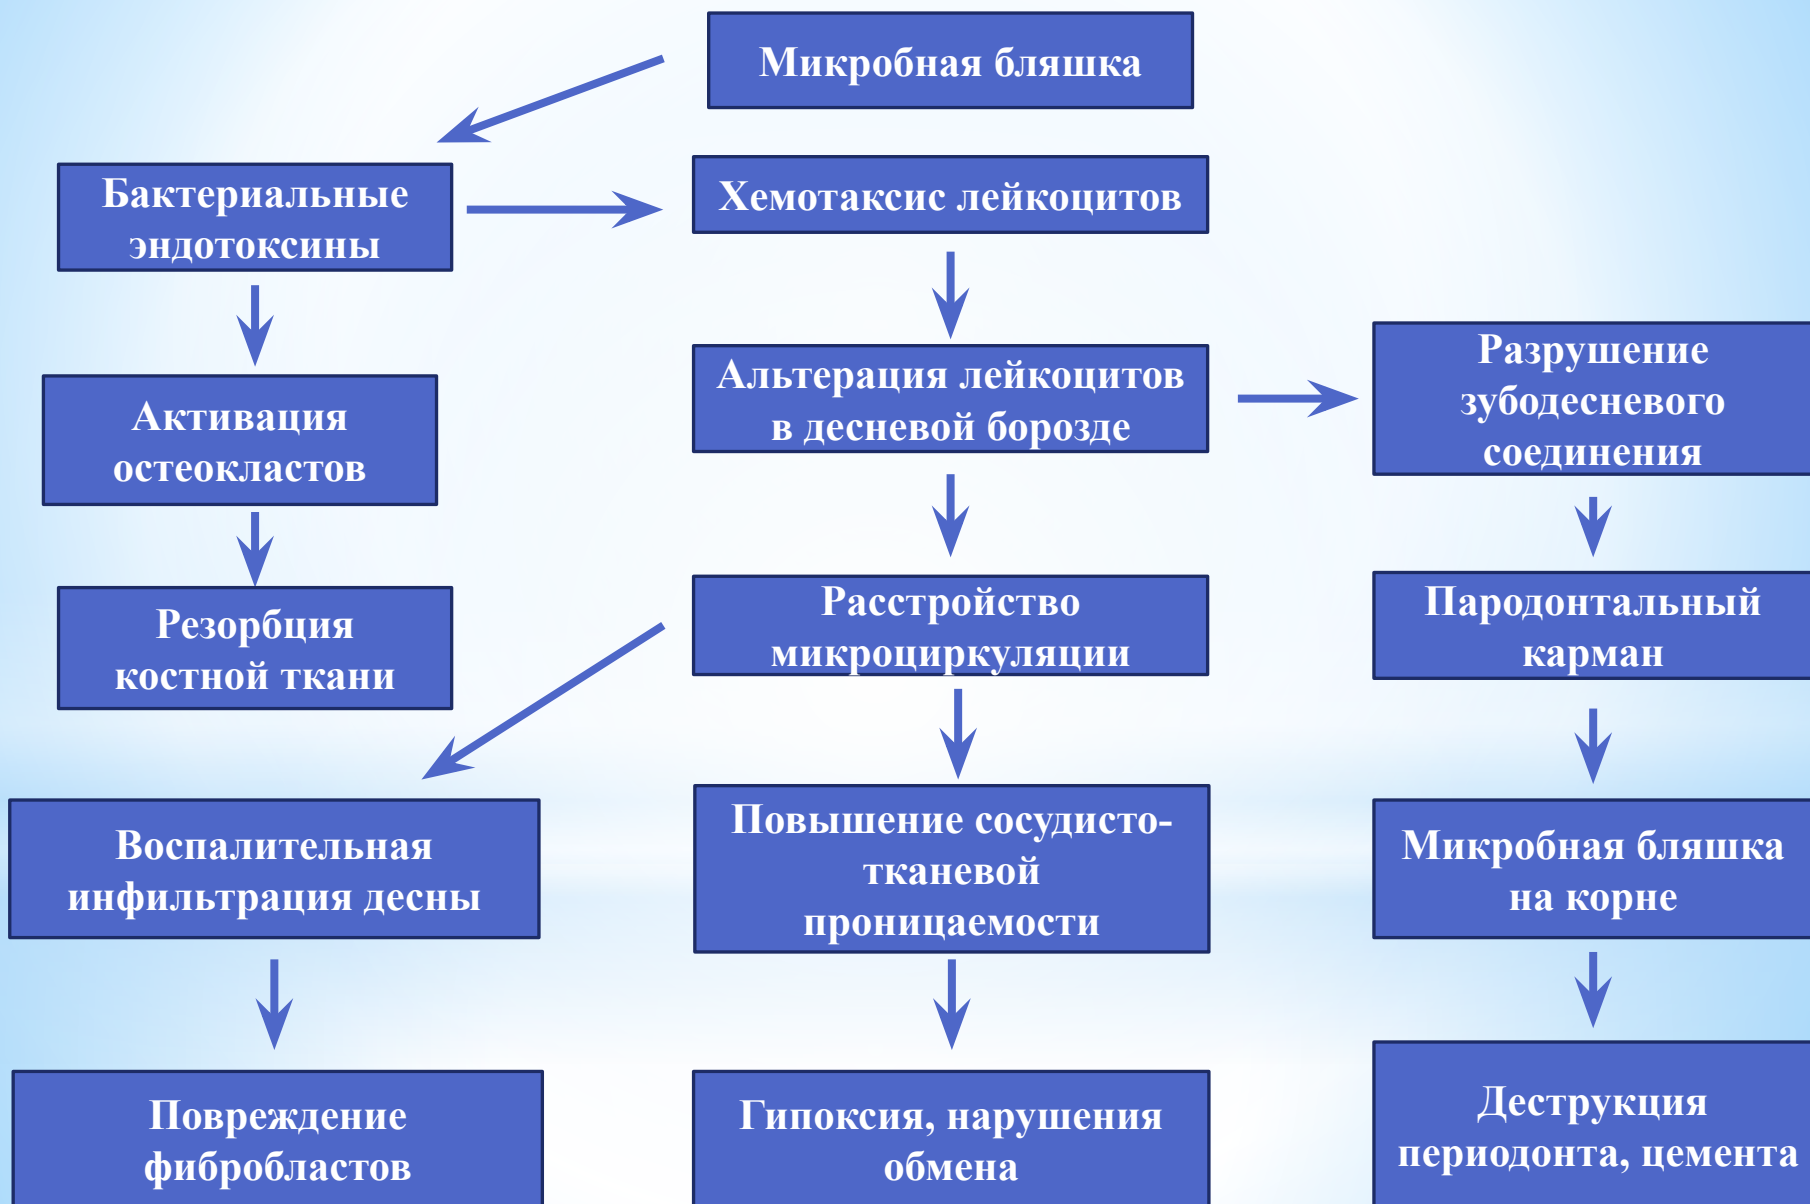 Микробная бляшка
Бактериальные
эндотоксины
Хемотаксис лейкоцитов
Активация
остеокластов
Альтерация лейкоцитов
в десневой борозде
Разрушение
зубодесневого
соединения
Резорбция
костной ткани
Расстройство
микроциркуляции
Пародонтальный
карман
Воспалительная
инфильтрация десны
Повышение сосудисто-
тканевой
проницаемости
Микробная бляшка
на корне
Повреждение
фибробластов
Гипоксия, нарушения
обмена
Деструкция
периодонта, цемента